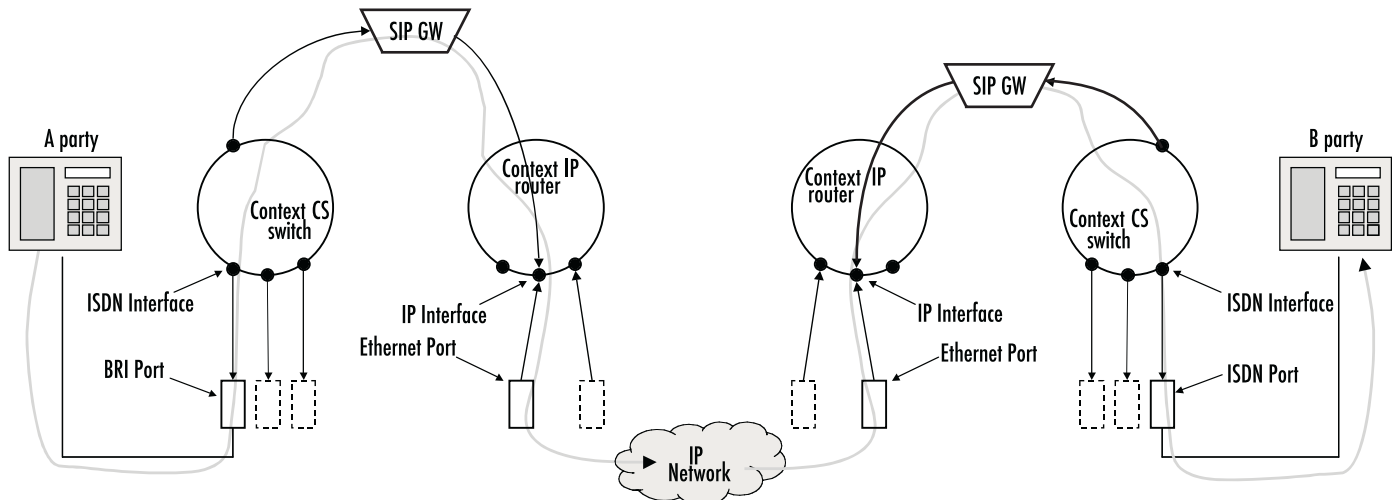 SIP GW
SIP GW
A party
B party
Context IP
router
Context IP
router
Context CS
switch
Context CS
switch
ISDN Interface
IP Interface
IP Interface
ISDN Interface
Ethernet Port
Ethernet Port
BRI Port
ISDN Port
IP
Network